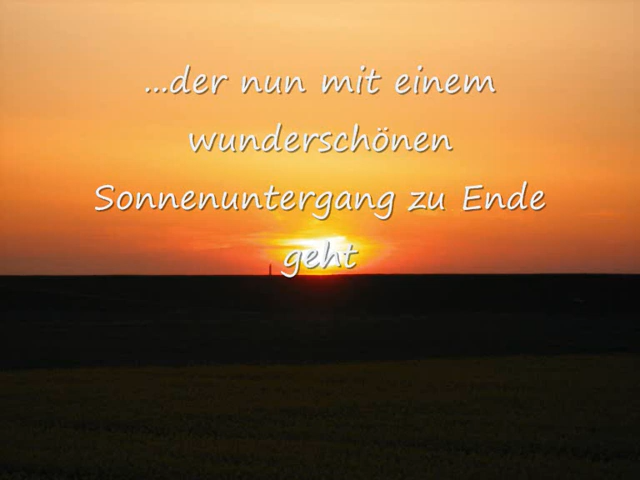 ...der nun mit einem
wunderschönen
Sonnenuntergang zu Ende
geht